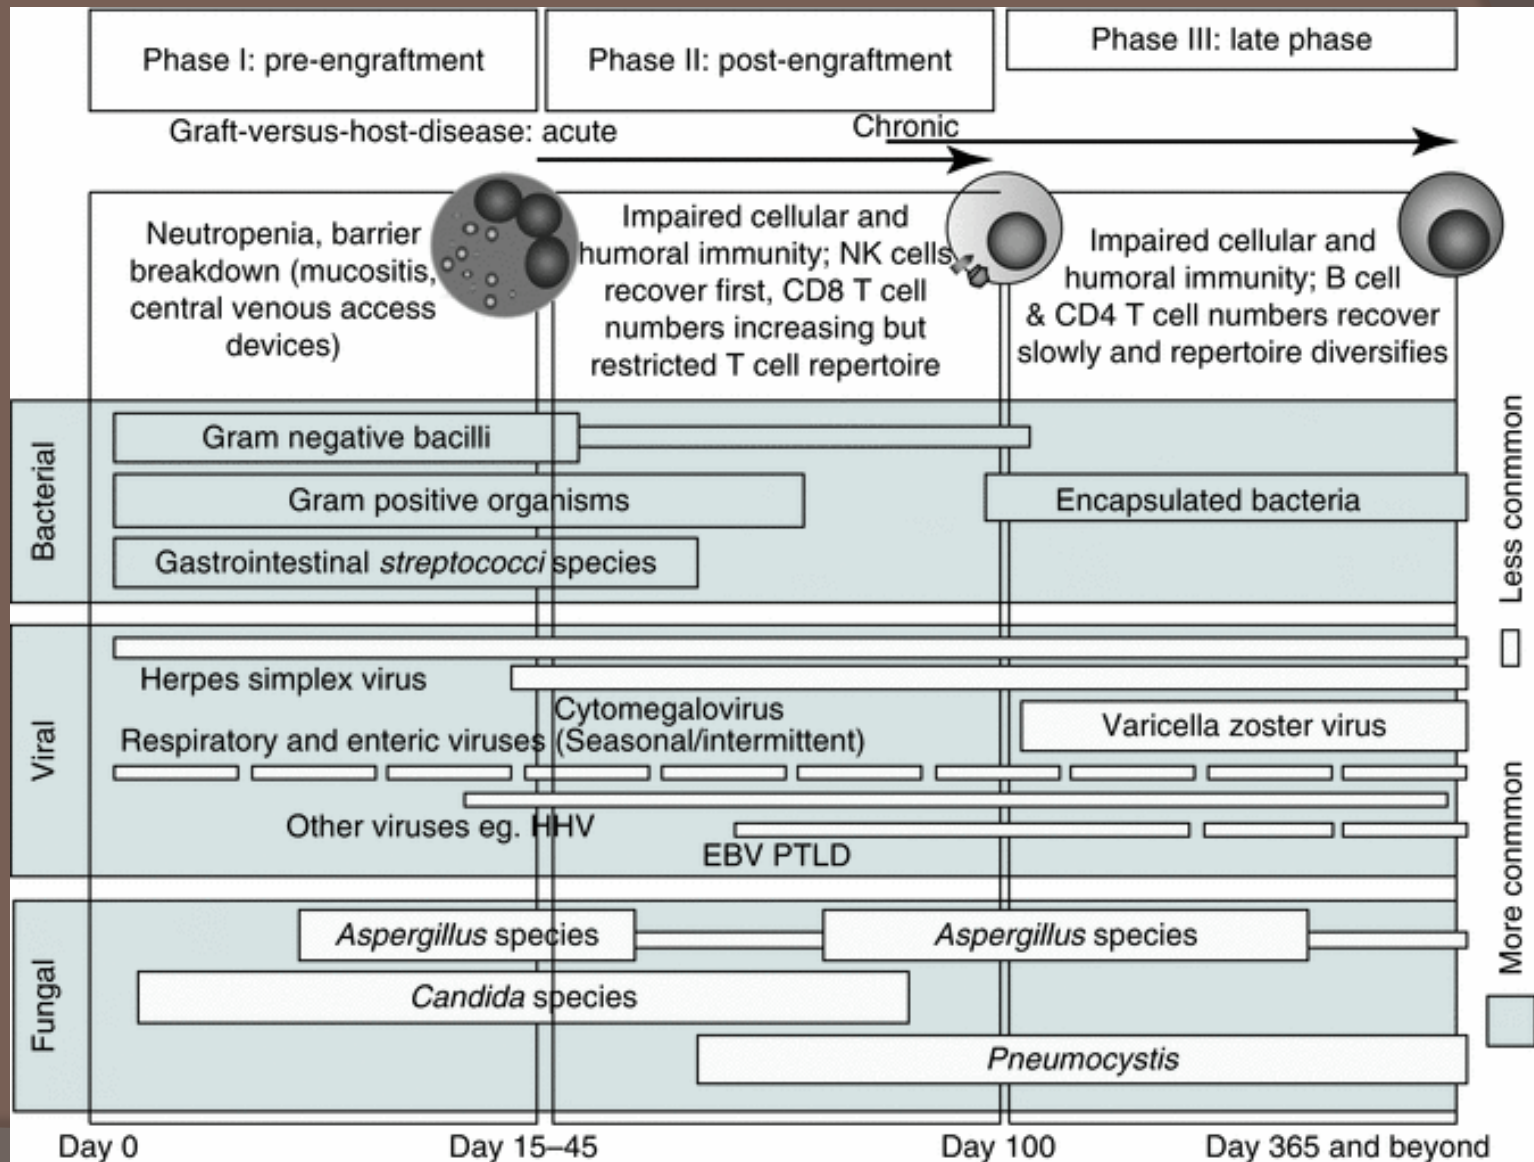 Phase I: pre-engraftment
Phase II: post-engraftment
Phase III: late phase
Graft-versus-host-disease: acute
Chronic
Neutropenia, barrier
breakdown (mucositis,
central venous access
devices)
Impaired cellular and
humoral immunity; NK cells
recover first, CD8 T cell
numbers increasing but
restricted T cell repertoire
Impaired cellular and
humoral immunity; B cell
& CD4 T cell numbers recover
slowly and repertoire diversifies
Bacterial
Gram negative bacilli
Gram positive organisms
Encapsulated bacteria
Gastrointestinal streptococci species
Viral
Herpes simplex virus
Cytomegalovirus
Varicella zoster virus
Respiratory and enteric viruses (Seasonal/intermittent)
Other viruses eg. HHV
EBV PTLD
Fungal
Aspergillus species
Aspergillus species
Candida species
Pneumocystis
Day 0
Day 15–45
Day 100
Day 365 and beyond
Less conmmon
More conmmon